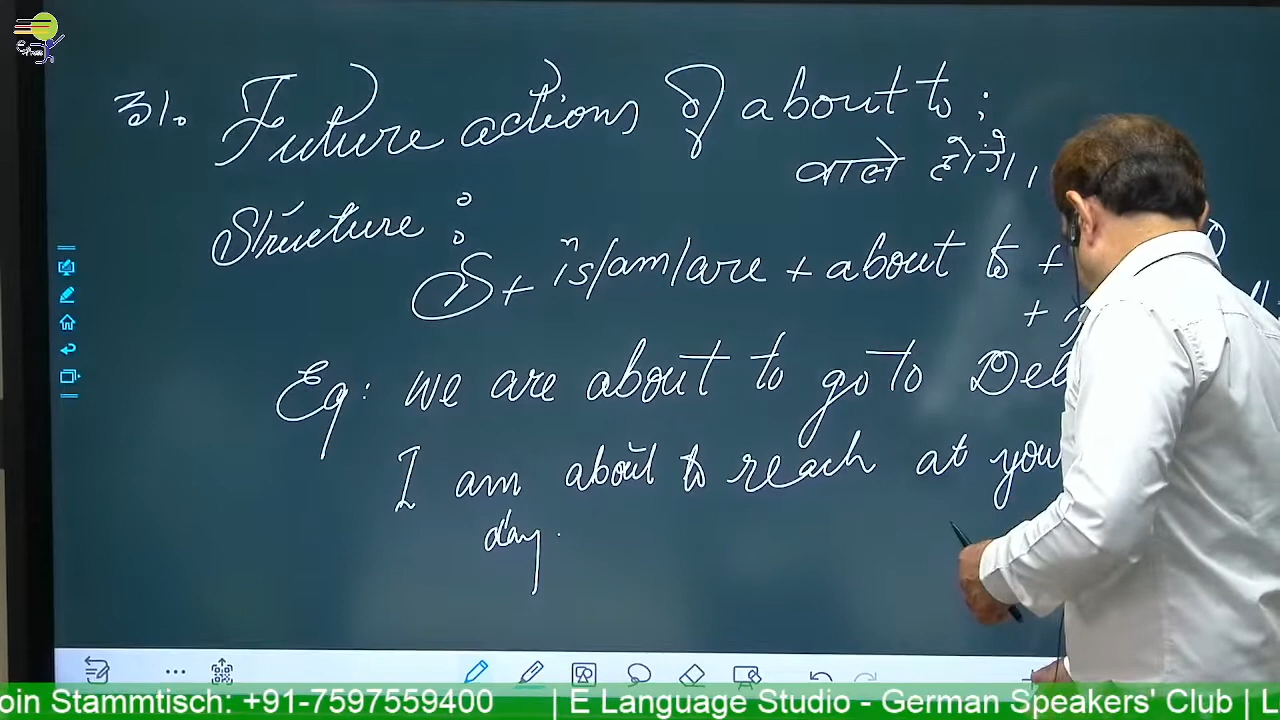 31. Future actions of about to :
वाले होंगे।
Structure :
S + is/am/are + about to +
+
Eg: we are about to go to Del
I am about to reach at you
day.
oin Stammtisch: +91-7597559400 | E Language Studio - German Speakers' Club | L